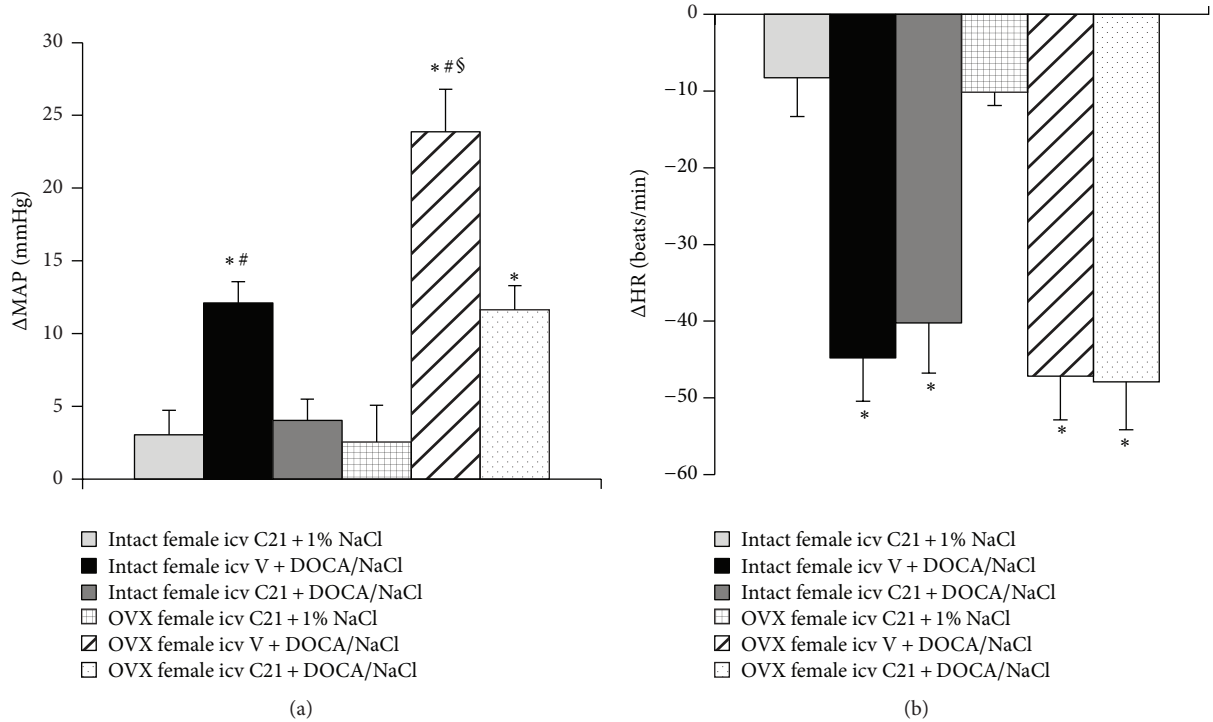 30
25
20
15
10
5
0
ΔMAP (mmHg)
* #
* # §
*
Intact female icv C21 + 1% NaCl
Intact female icv V + DOCA/NaCl
Intact female icv C21 + DOCA/NaCl
OVX female icv C21 + 1% NaCl
OVX female icv V + DOCA/NaCl
OVX female icv C21 + DOCA/NaCl
(a)
0
−10
−20
−30
−40
−50
−60
ΔHR (beats/min)
*
*
*
*
Intact female icv C21 + 1% NaCl
Intact female icv V + DOCA/NaCl
Intact female icv C21 + DOCA/NaCl
OVX female icv C21 + 1% NaCl
OVX female icv V + DOCA/NaCl
OVX female icv C21 + DOCA/NaCl
(b)